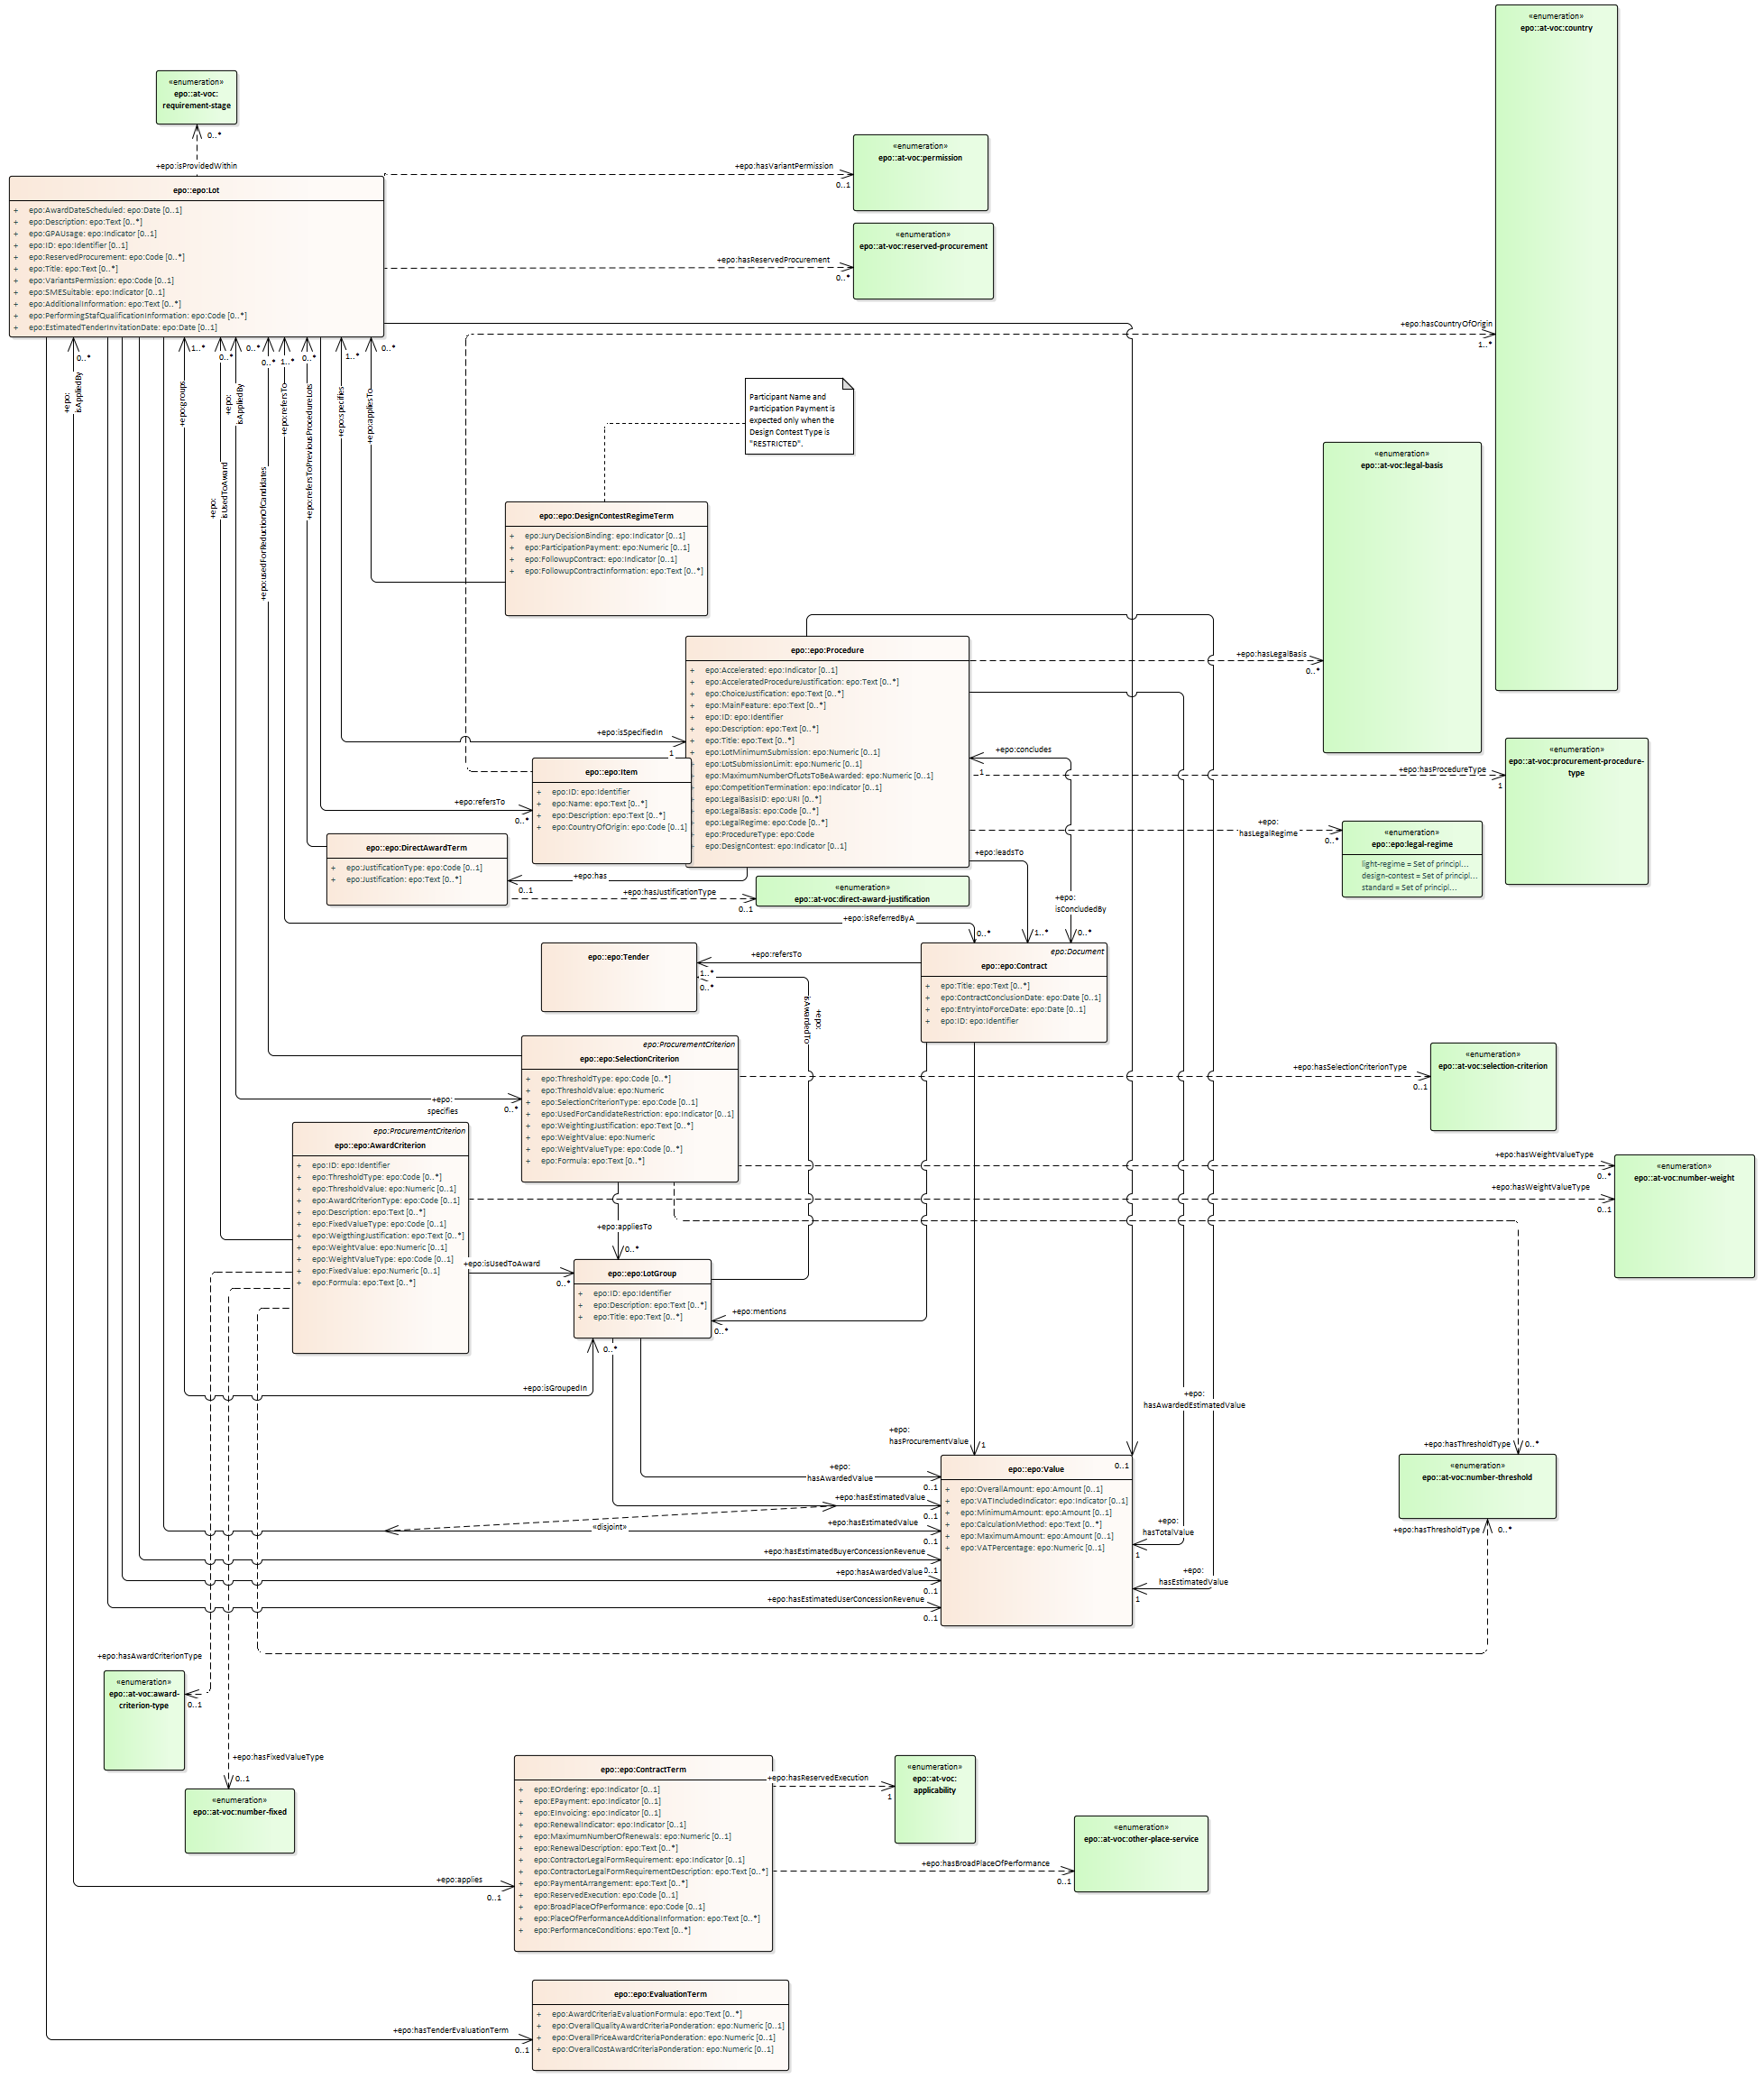 «enumeration»
epo::at-voc:country
«enumeration»
epo::at-voc:
requirement-stage
0..*
+epo:isProvidedWithin
«enumeration»
epo::at-voc:permission
+epo:hasVariantPermission
0..1
epo::epo:Lot
+ epo:AwardDateScheduled: epo:Date [0..1]
+ epo:Description: epo:Text [0..*]
+ epo:GPAUsage: epo:Indicator [0..1]
+ epo:ID: epo:Identifier [0..1]
+ epo:ReservedProcurement: epo:Code [0..*]
+ epo:Title: epo:Text [0..*]
+ epo:VariantsPermission: epo:Code [0..1]
+ epo:SMESuitable: epo:Indicator [0..1]
+ epo:AdditionalInformation: epo:Text [0..*]
+ epo:PerformingStafQualificationInformation: epo:Code [0..*]
+ epo:EstimatedTenderInvitationDate: epo:Date [0..1]
«enumeration»
epo::at-voc:reserved-procurement
+epo:hasReservedProcurement
0..*
+epo:hasCountryOfOrigin
1..*
0..*
1..*
0..*
0..*
0..*
1..*
0..*
1..*
0..*
+epo:
isAppliedBy
+epo:groups
+epo:
isUsedToAward
+epo:
isAppliedBy
+epo:usedForReductionOfCandidates
+epo:refersTo
+epo:refersToPreviousProcedureLots
+epo:specifies
+epo:appliesTo
Participant Name and
Participation Payment is
expected only when the
Design Contest Type is
"RESTRICTED".
«enumeration»
epo::at-voc:legal-basis
epo::epo:DesignContestRegimeTerm
+ epo:JuryDecisionBinding: epo:Indicator [0..1]
+ epo:ParticipationPayment: epo:Numeric [0..1]
+ epo:FollowupContract: epo:Indicator [0..1]
+ epo:FollowupContractInformation: epo:Text [0..*]
epo::epo:Procedure
+ epo:Accelerated: epo:Indicator [0..1]
+ epo:AcceleratedProcedureJustification: epo:Text [0..*]
+ epo:ChoiceJustification: epo:Text [0..*]
+ epo:MainFeature: epo:Text [0..*]
+ epo:ID: epo:Identifier
+ epo:Description: epo:Text [0..*]
+ epo:Title: epo:Text [0..*]
+ epo:LotMinimumSubmission: epo:Numeric [0..1]
+ epo:LotSubmissionLimit: epo:Numeric [0..1]
+ epo:MaximumNumberOfLotsToBeAwarded: epo:Numeric [0..1]
+ epo:CompetitionTermination: epo:Indicator [0..1]
+ epo:LegalBasisID: epo:URI [0..*]
+ epo:LegalBasis: epo:Code [0..*]
+ epo:LegalRegime: epo:Code [0..*]
+ epo:ProcedureType: epo:Code
+ epo:DesignContest: epo:Indicator [0..1]
+epo:hasLegalBasis
0..*
+epo:isSpecifiedIn
1
+epo:concludes
1
epo::epo:Item
+ epo:ID: epo:Identifier
+ epo:Name: epo:Text [0..*]
+ epo:Description: epo:Text [0..*]
+ epo:CountryOfOrigin: epo:Code [0..1]
+epo:refersTo
0..*
«enumeration»
epo::at-voc:procurement-procedure-
type
+epo:hasProcedureType
1
«enumeration»
epo::epo:legal-regime
light-regime = Set of principl...
design-contest = Set of principl...
standard = Set of principl...
+epo:
hasLegalRegime
0..*
epo::epo:DirectAwardTerm
+ epo:JustificationType: epo:Code [0..1]
+ epo:Justification: epo:Text [0..*]
+epo:has
0..1
+epo:leadsTo
+epo:hasJustificationType
0..1
«enumeration»
epo::at-voc:direct-award-justification
+epo:isReferredByA
0..*
1..*
+epo:
isConcludedBy
0..*
epo::epo:Tender
+epo:refersTo
1..*
0..*
+epo:
isAwardedTo
epo:Document
epo::epo:Contract
+ epo:Title: epo:Text [0..*]
+ epo:ContractConclusionDate: epo:Date [0..1]
+ epo:EntryintoForceDate: epo:Date [0..1]
+ epo:ID: epo:Identifier
epo:ProcurementCriterion
epo::epo:SelectionCriterion
+ epo:ThresholdType: epo:Code [0..*]
+ epo:ThresholdValue: epo:Numeric
+ epo:SelectionCriterionType: epo:Code [0..1]
+ epo:UsedForCandidateRestriction: epo:Indicator [0..1]
+ epo:WeightingJustification: epo:Text [0..*]
+ epo:WeightValue: epo:Numeric
+ epo:WeightValueType: epo:Code [0..*]
+ epo:Formula: epo:Text [0..*]
+epo:
specifies
0..*
«enumeration»
epo::at-voc:selection-criterion
+epo:hasSelectionCriterionType
0..1
epo:ProcurementCriterion
epo::epo:AwardCriterion
+ epo:ID: epo:Identifier
+ epo:ThresholdType: epo:Code [0..*]
+ epo:ThresholdValue: epo:Numeric [0..1]
+ epo:AwardCriterionType: epo:Code [0..1]
+ epo:Description: epo:Text [0..*]
+ epo:FixedValueType: epo:Code [0..1]
+ epo:WeigthingJustification: epo:Text [0..*]
+ epo:WeightValue: epo:Numeric [0..1]
+ epo:WeightValueType: epo:Code [0..1]
+ epo:FixedValue: epo:Numeric [0..1]
+ epo:Formula: epo:Text [0..*]
+epo:hasWeightValueType
0..*
+epo:hasWeightValueType
0..1
«enumeration»
epo::at-voc:number-weight
+epo:appliesTo
0..*
+epo:isUsedToAward
0..*
epo::epo:LotGroup
+ epo:ID: epo:Identifier
+ epo:Description: epo:Text [0..*]
+ epo:Title: epo:Text [0..*]
+epo:mentions
0..*
0..*
+epo:isGroupedIn
+epo:
hasAwardedEstimatedValue
+epo:
hasProcurementValue
1
+epo:hasThresholdType
0..*
«enumeration»
epo::at-voc:number-threshold
+epo:hasThresholdType
0..*
epo::epo:Value
0..1
+ epo:OverallAmount: epo:Amount [0..1]
+ epo:VATIncludedIndicator: epo:Indicator [0..1]
+ epo:MinimumAmount: epo:Amount [0..1]
+ epo:CalculationMethod: epo:Text [0..*]
+ epo:MaximumAmount: epo:Amount [0..1]
+ epo:VATPercentage: epo:Numeric [0..1]
+epo:
hasAwardedValue
0..1
+epo:hasEstimatedValue
0..1
«disjoint»
+epo:hasEstimatedValue
0..1
+epo:
hasTotalValue
1
+epo:hasEstimatedBuyerConcessionRevenue
0..1
+epo:hasAwardedValue
0..1
+epo:
hasEstimatedValue
1
+epo:hasEstimatedUserConcessionRevenue
0..1
+epo:hasAwardCriterionType
0..1
«enumeration»
epo::at-voc:award-
criterion-type
+epo:hasFixedValueType
0..1
«enumeration»
epo::at-voc:number-fixed
epo::epo:ContractTerm
+ epo:EOrdering: epo:Indicator [0..1]
+ epo:EPayment: epo:Indicator [0..1]
+ epo:EInvoicing: epo:Indicator [0..1]
+ epo:RenewalIndicator: epo:Indicator [0..1]
+ epo:MaximumNumberOfRenewals: epo:Numeric [0..1]
+ epo:RenewalDescription: epo:Text [0..*]
+ epo:ContractorLegalFormRequirement: epo:Indicator [0..1]
+ epo:ContractorLegalFormRequirementDescription: epo:Text [0..*]
+ epo:PaymentArrangement: epo:Text [0..*]
+ epo:ReservedExecution: epo:Code [0..1]
+ epo:BroadPlaceOfPerformance: epo:Code [0..1]
+ epo:PlaceOfPerformanceAdditionalInformation: epo:Text [0..*]
+ epo:PerformanceConditions: epo:Text [0..*]
+epo:hasReservedExecution
1
«enumeration»
epo::at-voc:
applicability
«enumeration»
epo::at-voc:other-place-service
+epo:hasBroadPlaceOfPerformance
0..1
+epo:applies
0..1
epo::epo:EvaluationTerm
+ epo:AwardCriteriaEvaluationFormula: epo:Text [0..*]
+ epo:OverallQualityAwardCriteriaPonderation: epo:Numeric [0..1]
+ epo:OverallPriceAwardCriteriaPonderation: epo:Numeric [0..1]
+ epo:OverallCostAwardCriteriaPonderation: epo:Numeric [0..1]
+epo:hasTenderEvaluationTerm
0..1